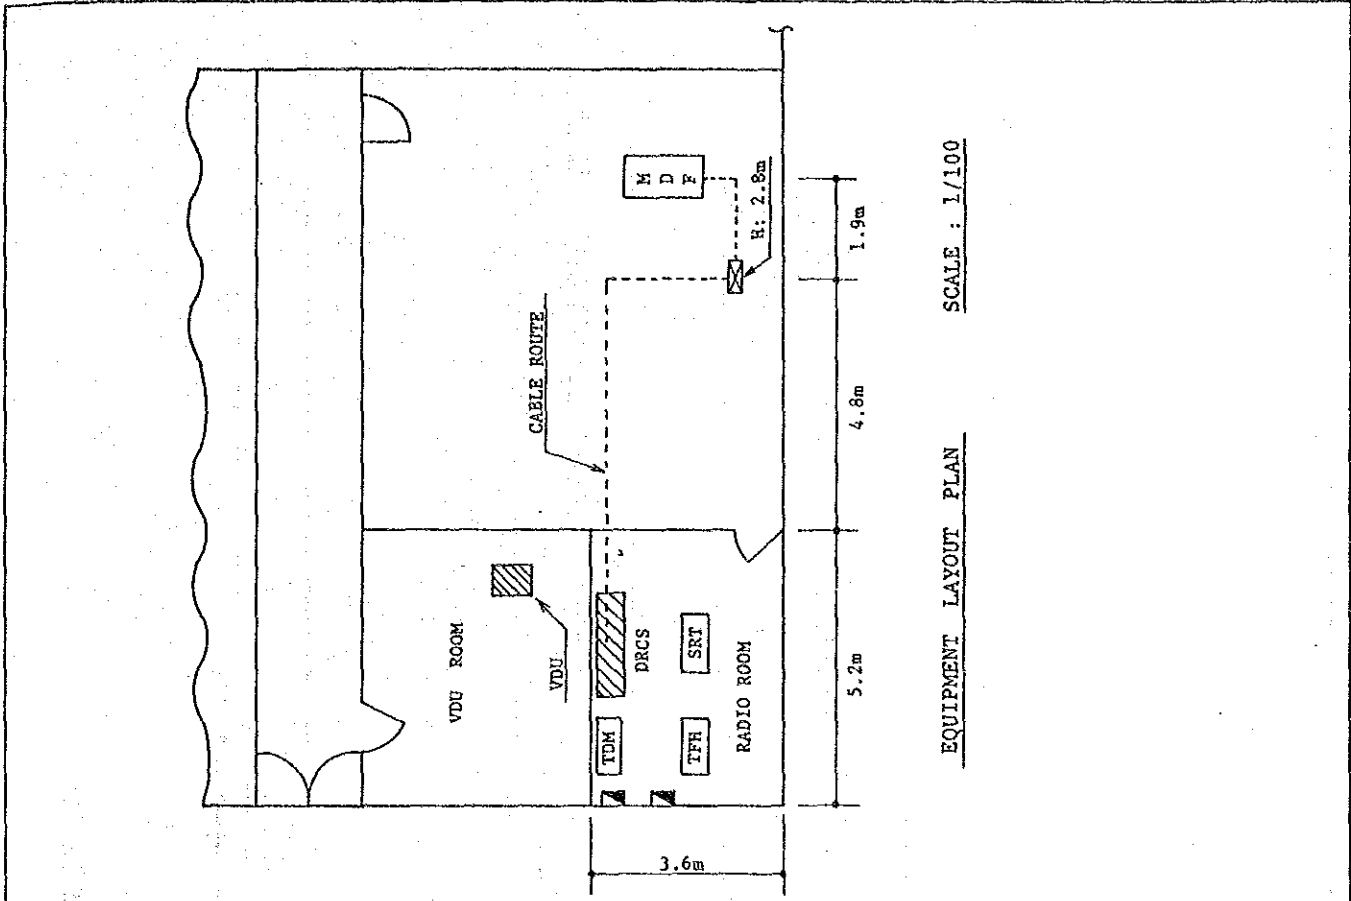 M D F
H: 2.8m
CABLE ROUTE
VDU ROOM
VDU
DRCS
SRT
TDM
TFH
RADIO ROOM
1.9m
4.8m
5.2m
3.6m
EQUIPMENT LAYOUT PLAN
SCALE : 1/100